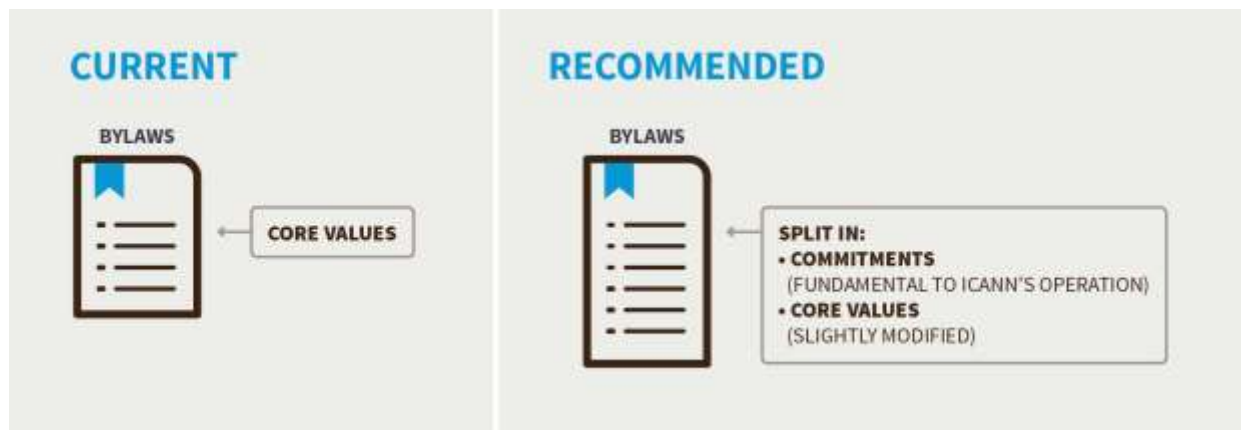 CURRENT
BYLAWS
CORE VALUES
RECOMMENDED
BYLAWS
SPLIT IN:
• COMMITMENTS
(FUNDAMENTAL TO ICANN'S OPERATION)
• CORE VALUES
(SLIGHTLY MODIFIED)